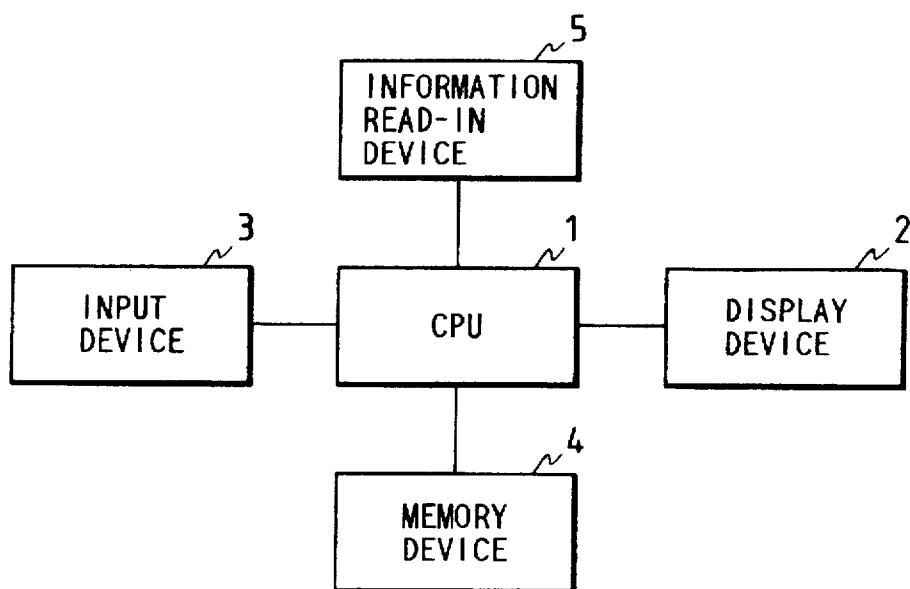 5
INFORMATION
READ-IN
DEVICE
3
INPUT
DEVICE
1
CPU
2
DISPLAY
DEVICE
4
MEMORY
DEVICE